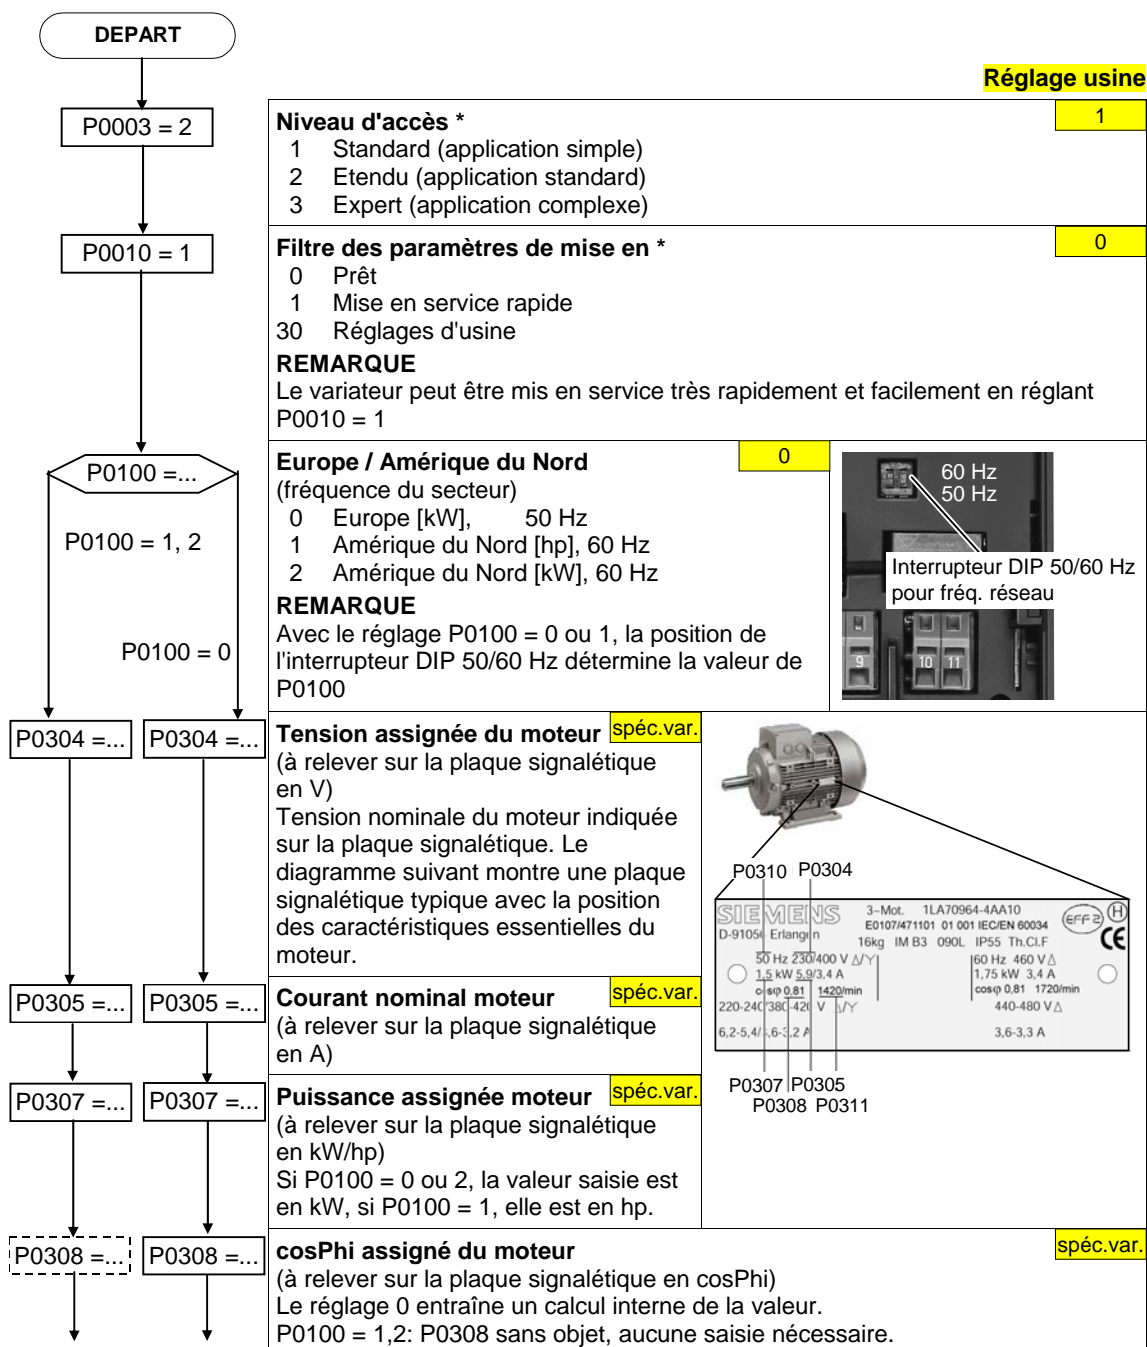 DEPART
Réglage usine
P0003 = 2
Niveau d'accès *
1
1 Standard (application simple)
2 Etendu (application standard)
3 Expert (application complexe)
P0010 = 1
Filtre des paramètres de mise en *
0
0 Prêt
1 Mise en service rapide
30 Réglages d'usine
REMARQUE
Le variateur peut être mis en service très rapidement et facilement en réglant
P0010 = 1
P0100 =...
P0100 = 1, 2
P0100 = 0
Europe / Amérique du Nord
0
(fréquence du secteur)
0 Europe [kW], 50 Hz
1 Amérique du Nord [hp], 60 Hz
2 Amérique du Nord [kW], 60 Hz
REMARQUE
Avec le réglage P0100 = 0 ou 1, la position de
l'interrupteur DIP 50/60 Hz détermine la valeur de
P0100
60 Hz
50 Hz
Interrupteur DIP 50/60 Hz
pour fréq. réseau
9 10 11
P0304 =...
P0304 =...
Tension assignée du moteur
spéc.var.
(à relever sur la plaque signalétique
en V)
Tension nominale du moteur indiquée
sur la plaque signalétique. Le
diagramme suivant montre une plaque
signalétique typique avec la position
des caractéristiques essentielles du
moteur.
P0310 P0304
SIEMENS
3~Mot. 1LA70964-4AA10
EFF 2
H
D-91056 Erlangen
E0107/471101 01 001 IEC/EN 60034
CE
16kg IM B3 090L IP55 Th.Cl.F
50 Hz 230/400 V Δ/Y
60 Hz 460 V Δ
1,5 kW 5,9/3,4 A
1,75 kW 3,4 A
cosφ 0,81 1420/min
cosφ 0,81 1720/min
220-240/380-420 V Δ/Y
440-480 V Δ
3,6-3,3 A
P0307 P0305
P0308 P0311
P0305 =...
P0305 =...
Courant nominal moteur
spéc.var.
(à relever sur la plaque signalétique
en A)
P0307 =...
P0307 =...
Puissance assignée moteur
spéc.var.
(à relever sur la plaque signalétique
en kW/hp)
Si P0100 = 0 ou 2, la valeur saisie est
en kW, si P0100 = 1, elle est en hp.
P0308 =...
P0308 =...
cosPhi assigné du moteur
spéc.var.
(à relever sur la plaque signalétique en cosPhi)
Le réglage 0 entraîne un calcul interne de la valeur.
P0100 = 1,2: P0308 sans objet, aucune saisie nécessaire.